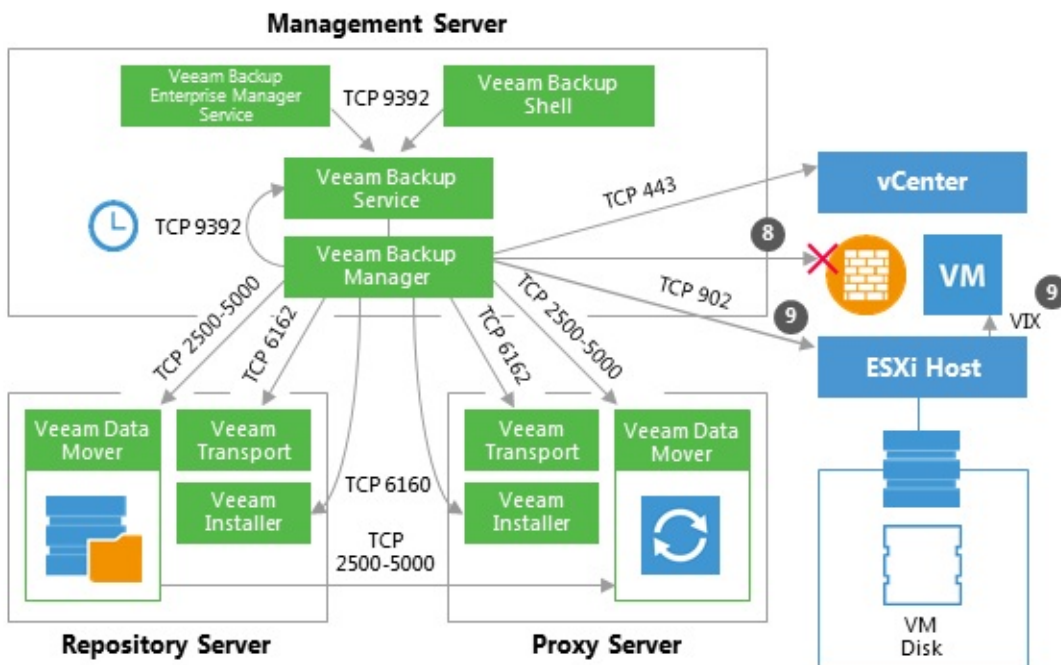 Management Server
Veeam Backup
Enterprise Manager
Service
TCP 9392
Veeam Backup
Shell
Veeam Backup
Service
TCP 9392
Veeam Backup
Manager
TCP 443
vCenter
8
VM
9
TCP 902
9
VIX
ESXi Host
TCP 2500-5000
TCP 6162
TCP 6162
TCP 2500-5000
Veeam Data
Mover
Veeam
Transport
Veeam
Installer
TCP 6160
TCP
2500-5000
Veeam
Transport
Veeam
Installer
Veeam Data
Mover
VM
Disk
Repository Server
Proxy Server